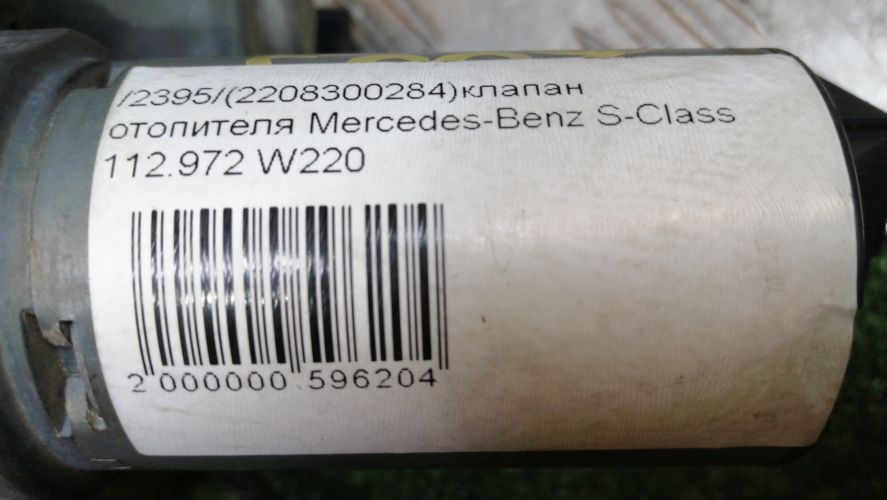 /2395/(2208300284)клапан
отопителя Mercedes-Benz S-Class
112.972 W220
2 000000 596204